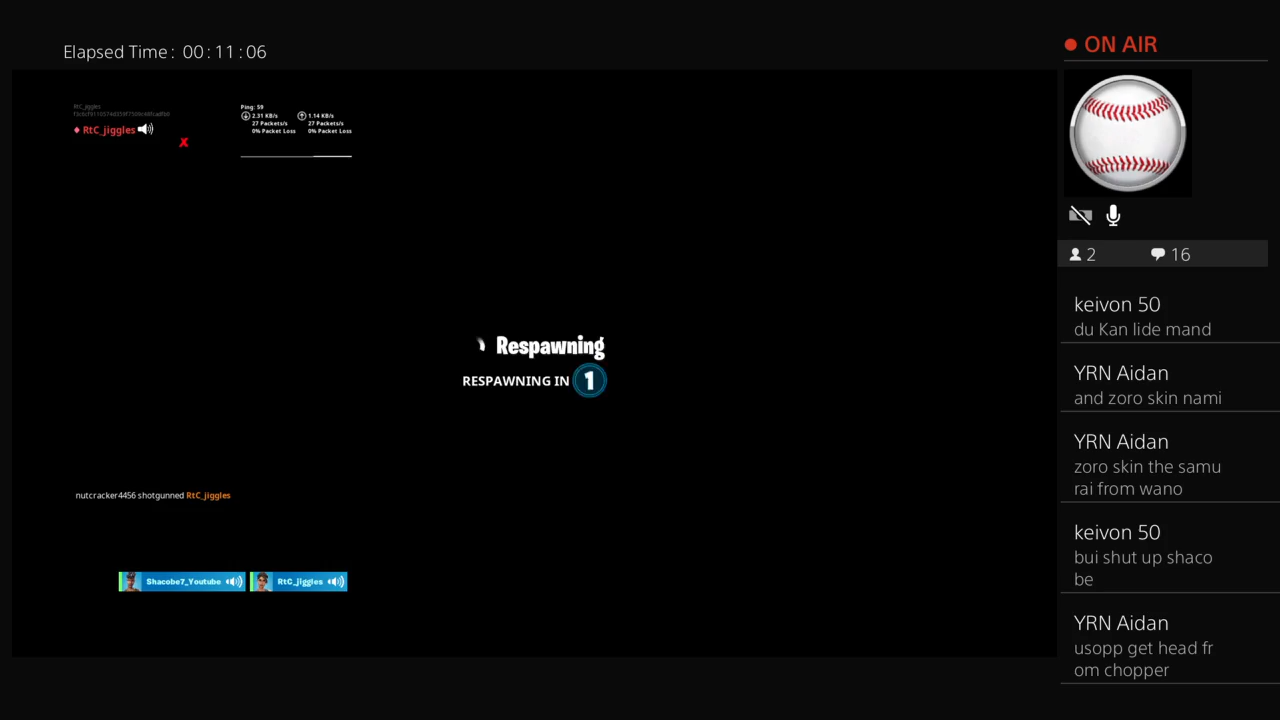 Elapsed Time: 00:11:06
ON AIR
RtC_jiggles
RtC_jiggles
X
Ping: 59
2.31 KB/s 1.14 KB/s
27 Packets/s 27 Packets/s
0% Packet Loss 0% Packet Loss
2 16
Respawning
RESPAWNING IN 1
nutcracker4456 shotgunned RtC_jiggles
Shacobe7_Youtube RtC_jiggles
keivon 50
du Kan lide mand
YRN Aidan
and zoro skin nami
YRN Aidan
zoro skin the samu
rai from wano
keivon 50
bui shut up shaco
be
YRN Aidan
usopp get head fr
om chopper